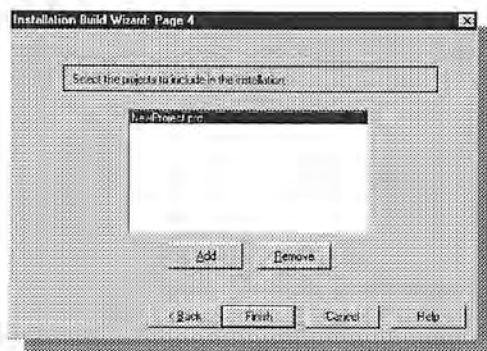 Installation Build Wizard: Page 4
Select the projects to include in the installation.
NewProject.prd
Add Remove
< Back Finish Cancel Help